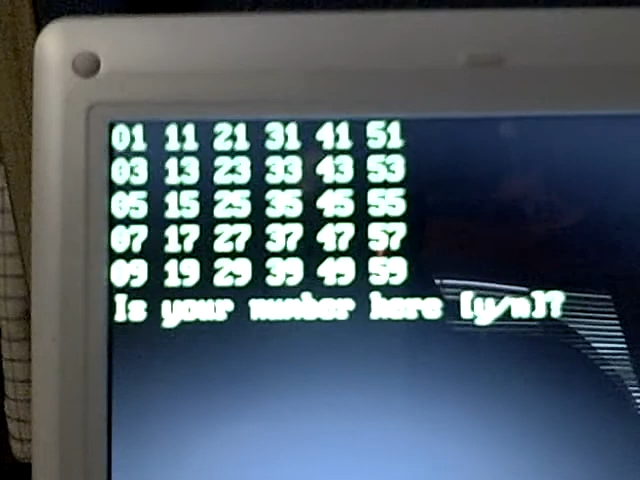 01 11 21 31 41 51
03 13 23 33 43 53
05 15 25 35 45 55
07 17 27 37 47 57
09 19 29 39 49 59
Is your number here [y/n]?